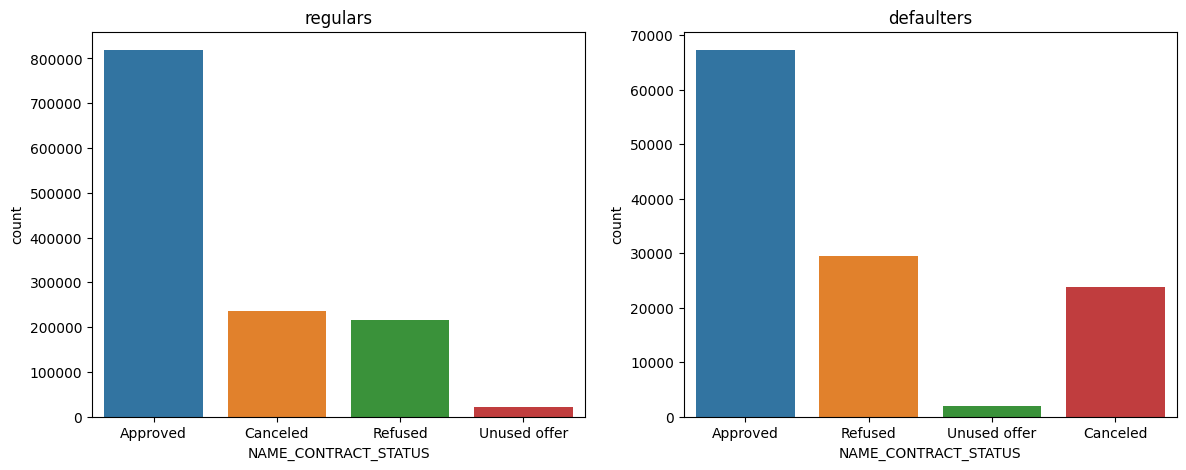 regulars
800000
700000
600000
500000
400000
300000
200000
100000
0
count
Approved Canceled Refused Unused offer
NAME_CONTRACT_STATUS
defaulters
70000
60000
50000
40000
30000
20000
10000
0
count
Approved Refused Unused offer Canceled
NAME_CONTRACT_STATUS